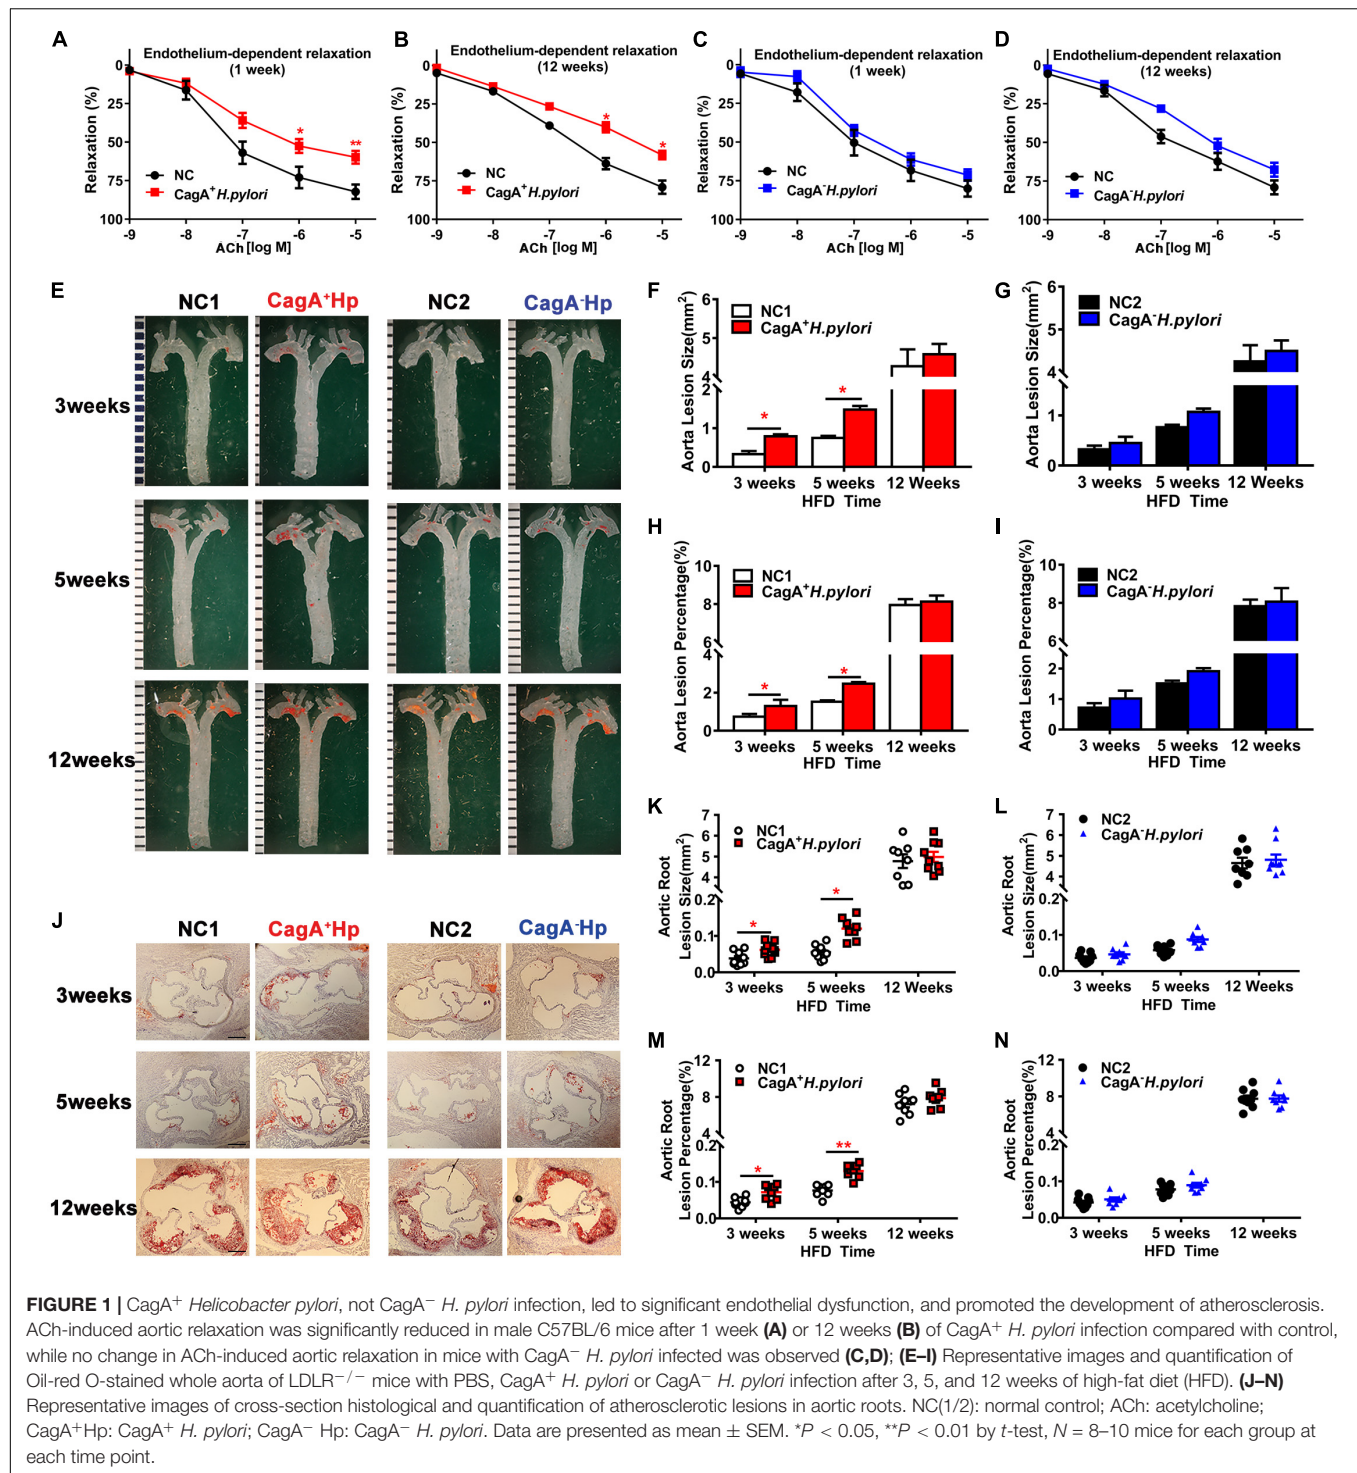 A
Endothelium-dependent relaxation
(1 week)
Relaxation (%)
0
25
50
75
100
*
**
NC
CagA⁺H.pylori
-9 -8 -7 -6 -5
ACh [log M]
B
Endothelium-dependent relaxation
(12 weeks)
Relaxation (%)
0
25
50
75
100
*
*
NC
CagA⁺H.pylori
-9 -8 -7 -6 -5
ACh [log M]
C
Endothelium-dependent relaxation
(1 week)
Relaxation (%)
0
25
50
75
100
NC
CagA⁻H.pylori
-9 -8 -7 -6 -5
ACh [log M]
D
Endothelium-dependent relaxation
(12 weeks)
Relaxation (%)
0
25
50
75
100
NC
CagA⁻H.pylori
-9 -8 -7 -6 -5
ACh [log M]
E
NC1 CagA⁺Hp NC2 CagA⁻Hp
3weeks
5weeks
12weeks
F
Aorta Lesion Size(mm²)
6
5
4
2
1
0
NC1
CagA⁺H.pylori
*
*
3 weeks 5 weeks 12 Weeks
HFD Time
G
Aorta Lesion Size(mm²)
6
5
4
1
0
NC2
CagA⁻H.pylori
3 weeks 5 weeks 12 Weeks
HFD Time
H
Aorta Lesion Percentage(%)
10
8
6
4
2
0
NC1
CagA⁺H.pylori
*
*
3 weeks 5 weeks 12 weeks
HFD Time
I
Aorta Lesion Percentage(%)
10
8
6
2
1
0
NC2
CagA⁻H.pylori
3 weeks 5 weeks 12 weeks
HFD Time
J
NC1 CagA⁺Hp NC2 CagA⁻Hp
3weeks
5weeks
12weeks
K
Aortic Root
Lesion Size(mm²)
7
6
5
4
0.2
0.1
0.0
NC1
CagA⁺H.pylori
*
*
3 weeks 5 weeks 12 Weeks
HFD Time
L
Aortic Root
Lesion Size(mm²)
7
6
5
4
0.2
0.1
0.0
NC2
CagA⁻H.pylori
3 weeks 5 weeks 12 Weeks
HFD Time
M
Aortic Root
Lesion Percentage(%)
12
8
4
0.2
0.1
0.0
NC1
CagA⁺H.pylori
*
**
3 weeks 5 weeks 12 weeks
HFD Time
N
Aortic Root
Lesion Percentage(%)
12
8
4
0.2
0.1
0.0
NC2
CagA⁻H.pylori
3 weeks 5 weeks 12 weeks
HFD Time
FIGURE 1 | CagA⁺ Helicobacter pylori, not CagA⁻ H. pylori infection, led to significant endothelial dysfunction, and promoted the development of atherosclerosis.
ACh-induced aortic relaxation was significantly reduced in male C57BL/6 mice after 1 week (A) or 12 weeks (B) of CagA⁺ H. pylori infection compared with control,
while no change in ACh-induced aortic relaxation in mice with CagA⁻ H. pylori infected was observed (C,D); (E–I) Representative images and quantification of
Oil-red O-stained whole aorta of LDLR⁻/⁻ mice with PBS, CagA⁺ H. pylori or CagA⁻ H. pylori infection after 3, 5, and 12 weeks of high-fat diet (HFD). (J–N)
Representative images of cross-section histological and quantification of atherosclerotic lesions in aortic roots. NC(1/2): normal control; ACh: acetylcholine;
CagA⁺Hp: CagA⁺ H. pylori; CagA⁻ Hp: CagA⁻ H. pylori. Data are presented as mean ± SEM. *P < 0.05, **P < 0.01 by t-test, N = 8–10 mice for each group at
each time point.